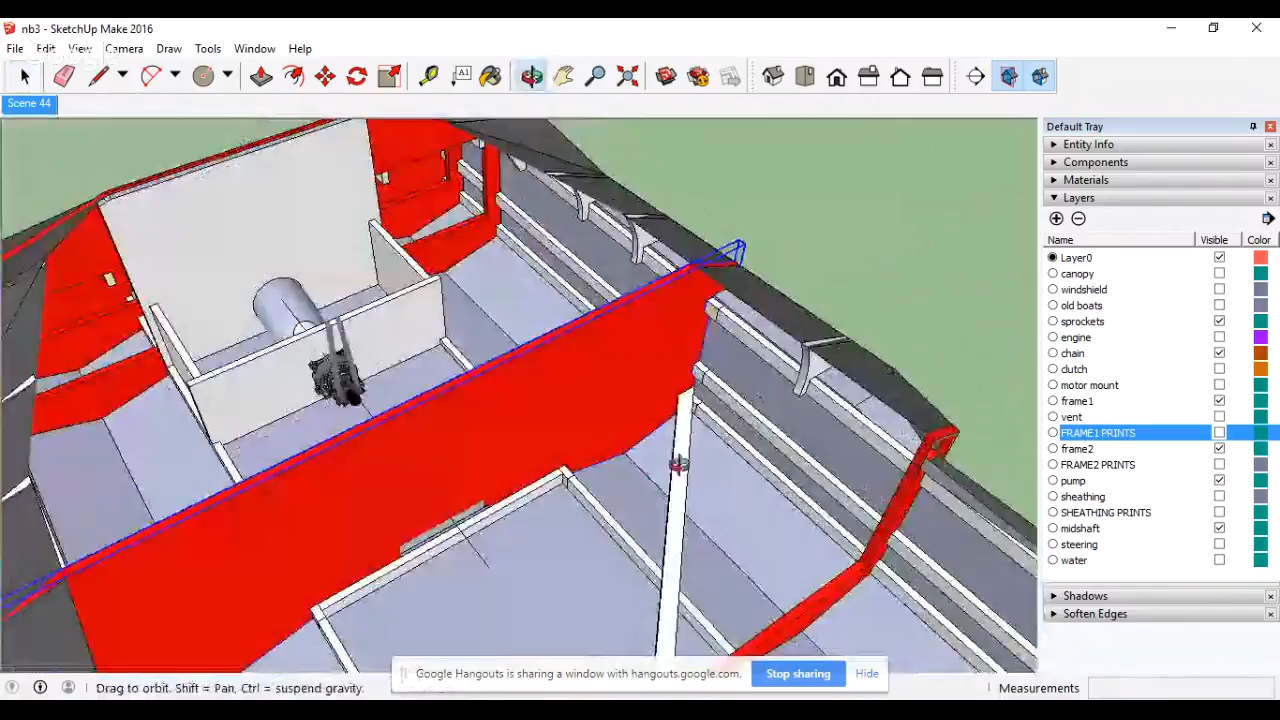 nb3 - SketchUp Make 2016
File Edit View Camera Draw Tools Window Help
A1
Scene 44
Default Tray
Entity Info
Components
Materials
Layers
Name Visible Color
Layer0
canopy
windshield
old boats
sprockets
engine
chain
clutch
motor mount
frame1
vent
FRAME1 PRINTS
frame2
FRAME2 PRINTS
pump
sheathing
SHEATHING PRINTS
midshaft
steering
water
Shadows
Soften Edges
Google Hangouts is sharing a window with hangouts.google.com. Stop sharing Hide
Drag to orbit. Shift = Pan, Ctrl = suspend gravity. Measurements